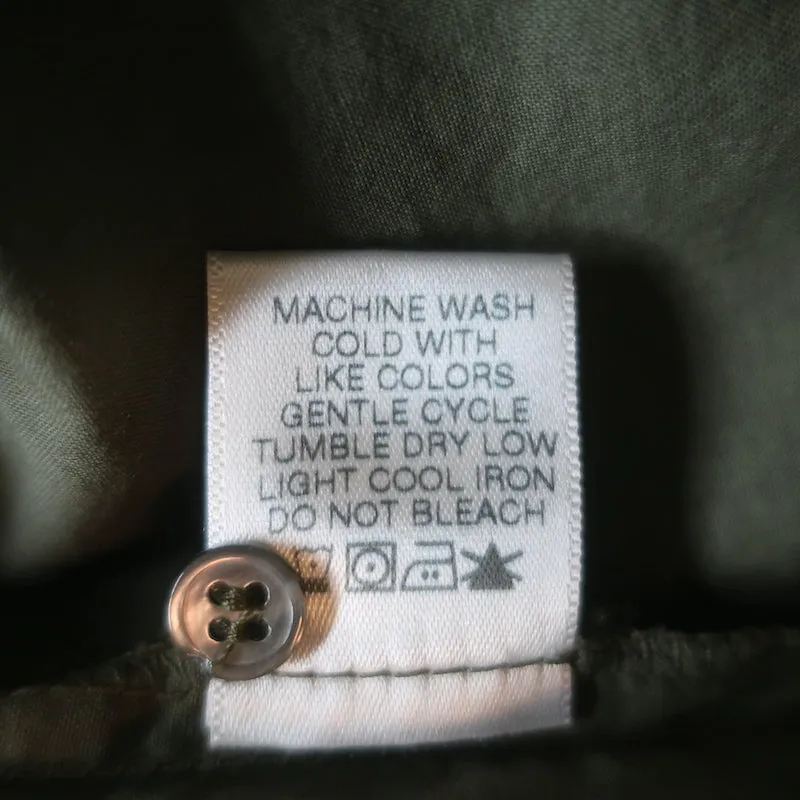 MACHINE WASH
COLD WITH
LIKE COLORS
GENTLE CYCLE
TUMBLE DRY LOW
LIGHT COOL IRON
DO NOT BLEACH